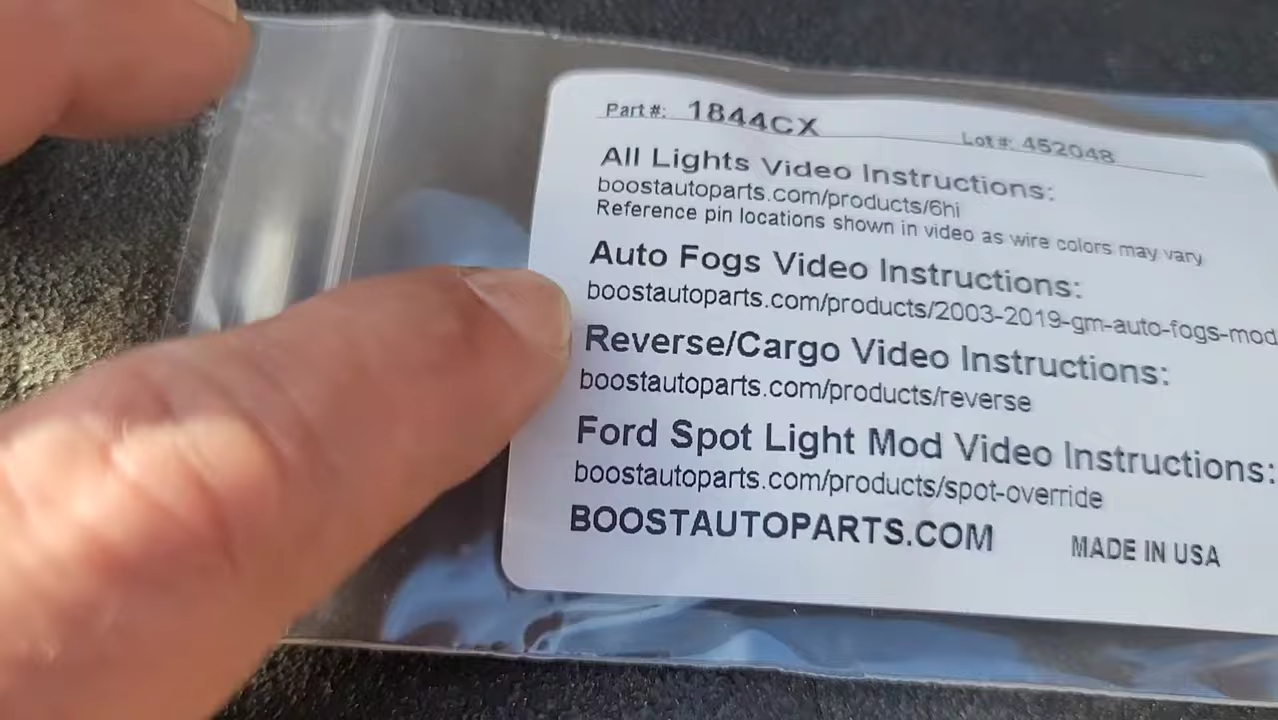 Part #: 1844CX Lot #: 452048
All Lights Video Instructions:
boostautoparts.com/products/6hi
Reference pin locations shown in video as wire colors may vary
Auto Fogs Video Instructions:
boostautoparts.com/products/2003-2019-gm-auto-fogs-mod
Reverse/Cargo Video Instructions:
boostautoparts.com/products/reverse
Ford Spot Light Mod Video Instructions:
boostautoparts.com/products/spot-override
BOOSTAUTOPARTS.COM MADE IN USA